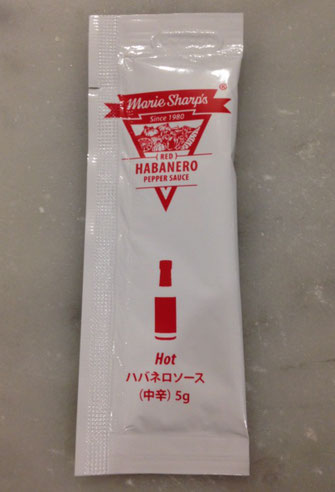 Marie Sharp's
®
Since 1980
(RED)
HABANERO
PEPPER SAUCE
Hot
ハバネロソース
(中辛) 5g